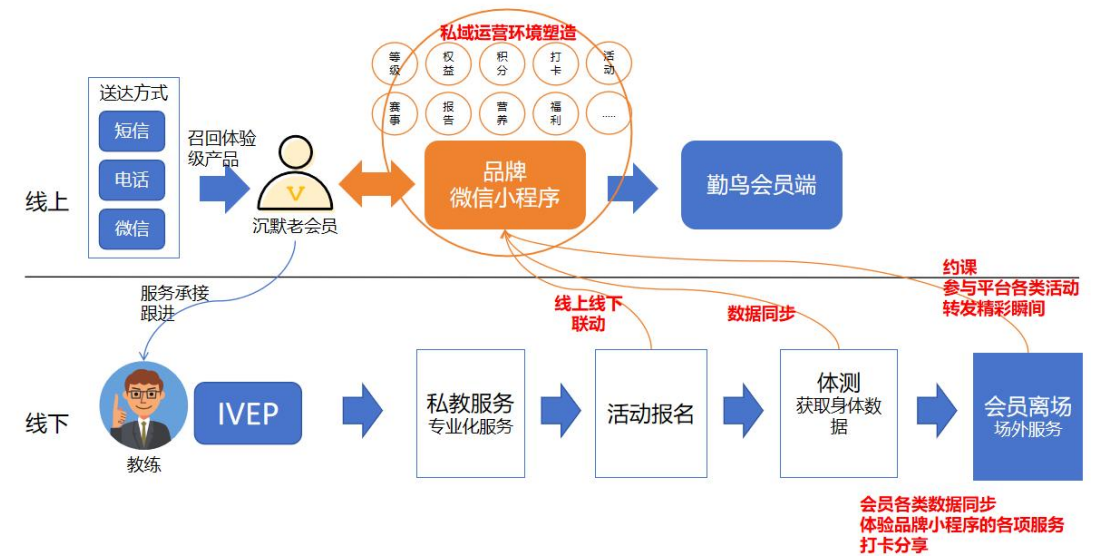 私域运营环境塑造
等级
权益
积分
打卡
活动
赛事
报告
营养
福利
.....
送达方式
短信
电话
微信
召回体验
级产品
V
沉默老会员
品牌
微信小程序
勤鸟会员端
线上
服务承接
跟进
线上线下
联动
数据同步
约课
参与平台各类活动
转发精彩瞬间
线下
教练
IVEP
私教服务
专业化服务
活动报名
体测
获取身体数
据
会员离场
场外服务
会员各类数据同步
体验品牌小程序的各项服务
打卡分享